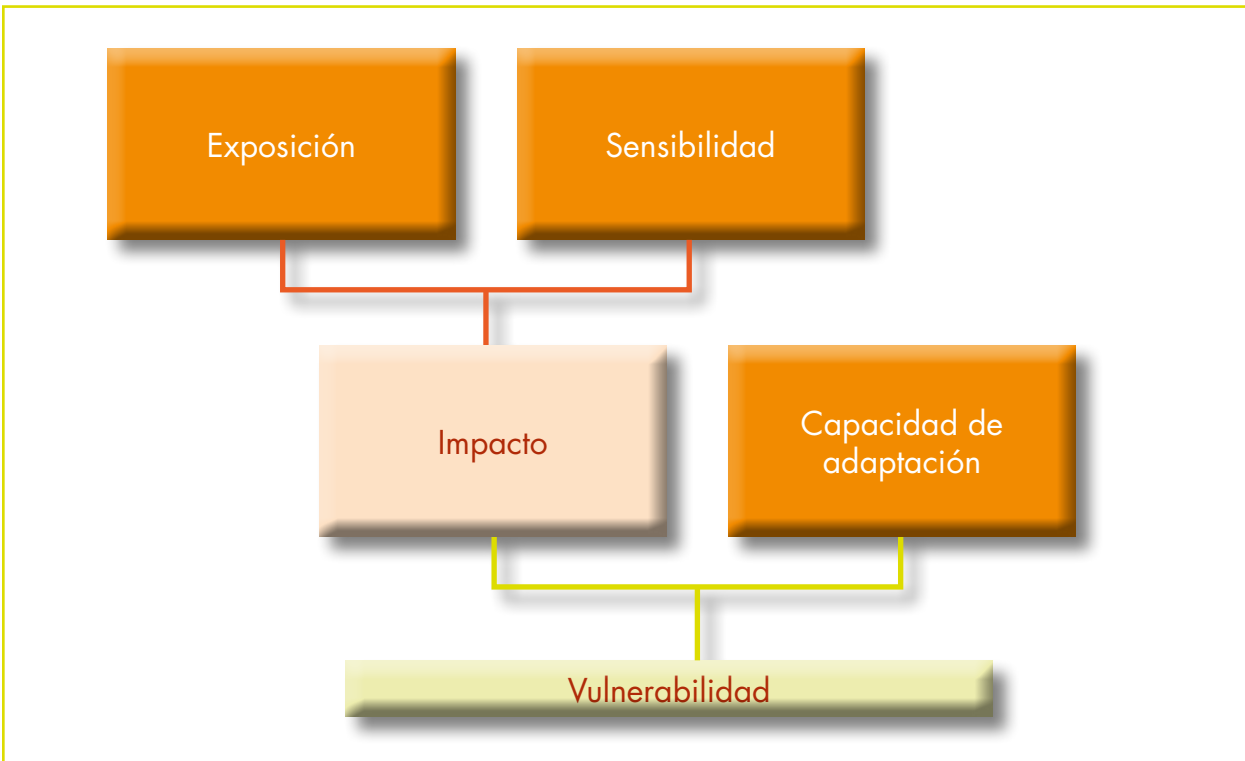 Exposición
Sensibilidad
Impacto
Capacidad de
adaptación
Vulnerabilidad